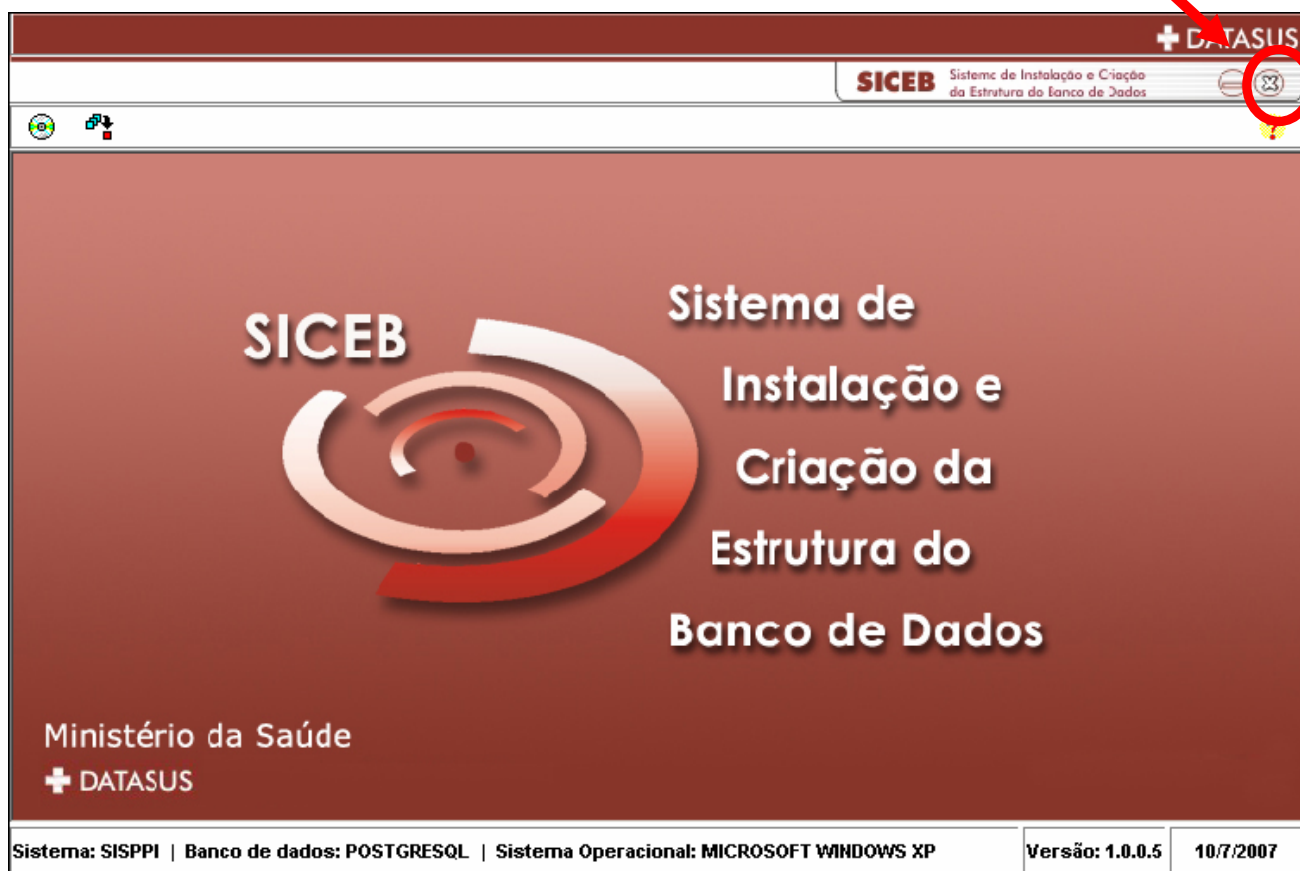 DATASUS
SICEB
Sistema de Instalação e Criação
da Estrutura do Banco de Dados
SICEB
Sistema de
Instalação e
Criação da
Estrutura do
Banco de Dados
Ministério da Saúde
DATASUS
Sistema: SISPPI | Banco de dados: POSTGRESQL | Sistema Operacional: MICROSOFT WINDOWS XP
Versão: 1.0.0.5
10/7/2007